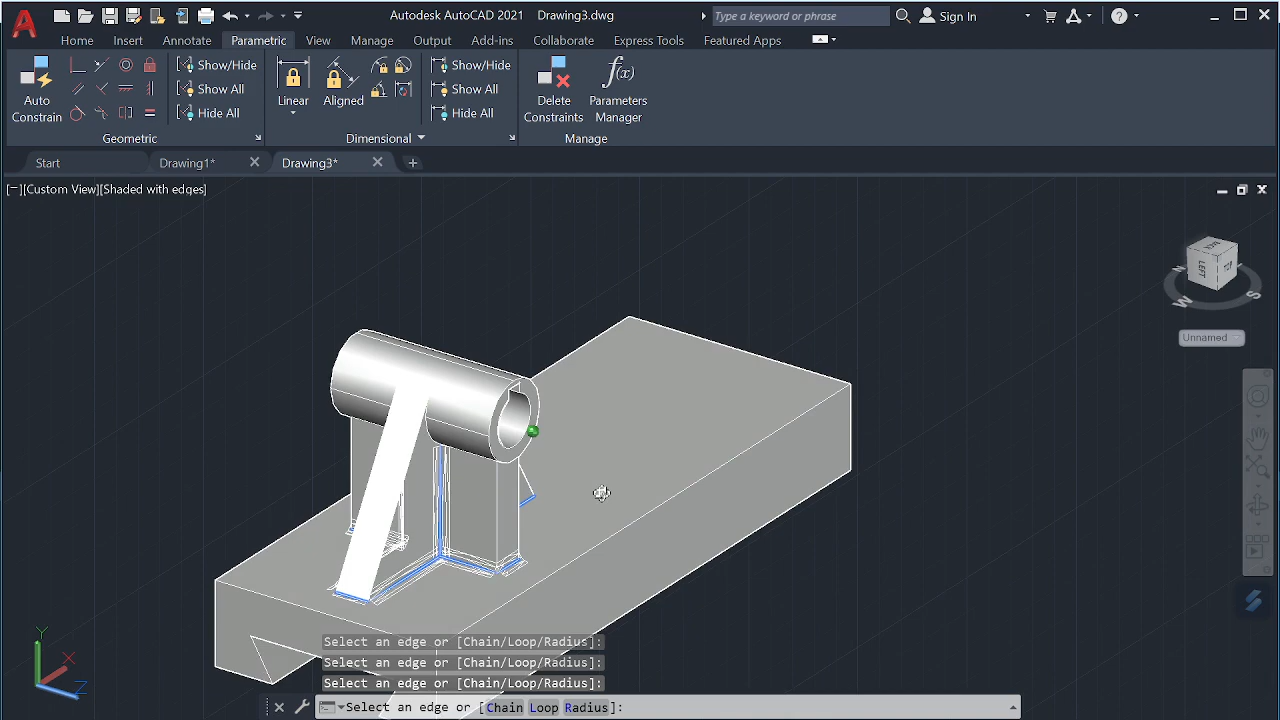 Autodesk AutoCAD 2021 Drawing3.dwg Type a keyword or phrase Sign In
Home Insert Annotate Parametric View Manage Output Add-ins Collaborate Express Tools Featured Apps
Auto Constrain
Show/Hide
Show All
Hide All
Geometric
Linear
Aligned
Show/Hide
Show All
Hide All
Dimensional
Delete Constraints
f(x)
Parameters Manager
Manage
Start Drawing1* Drawing3*
[−][Custom View][Shaded with edges]
LEFT
W S
Unnamed
Y
X
Z
Select an edge or [Chain/Loop/Radius]:
Select an edge or [Chain/Loop/Radius]:
Select an edge or [Chain/Loop/Radius]:
Select an edge or [Chain Loop Radius]: